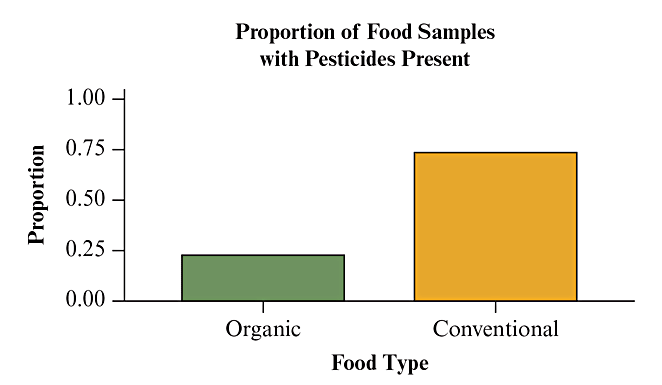 Proportion of Food Samples
with Pesticides Present
Proportion
1.00
0.75
0.50
0.25
0.00
Organic
Conventional
Food Type